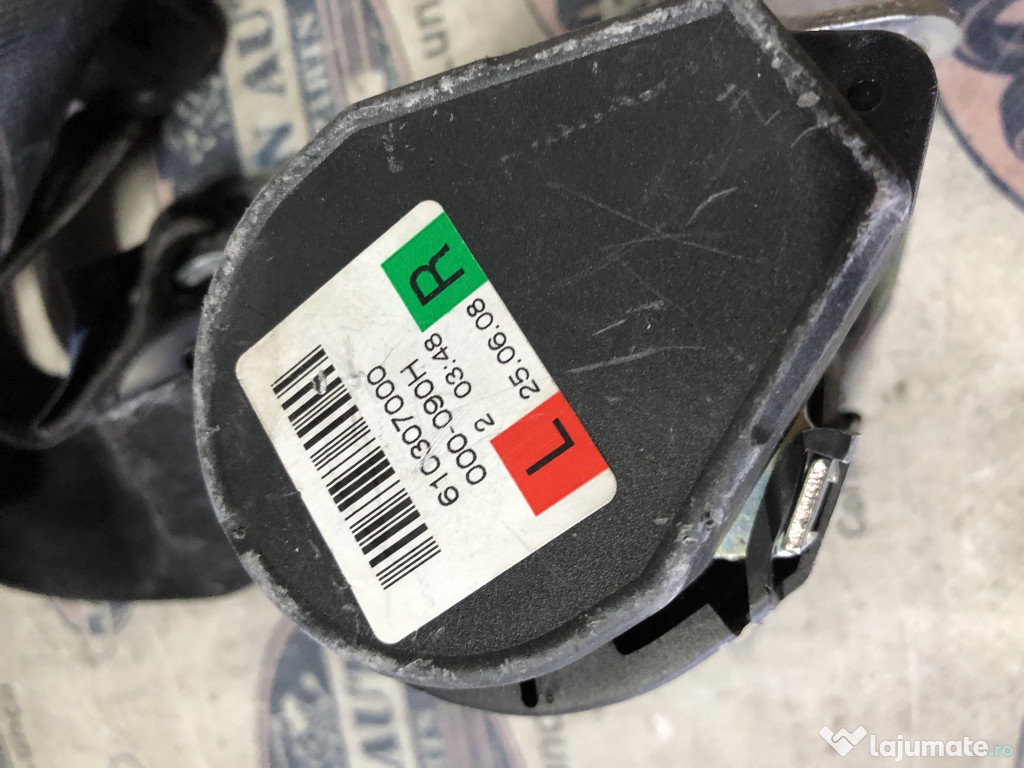 610307000
000-090H
2 03:48
25.06.08
L
R
lajumate.ro